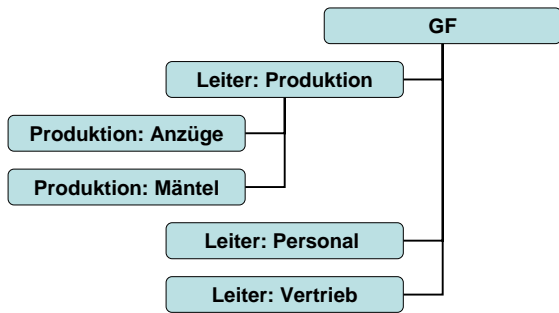 GF
Leiter: Produktion
Produktion: Anzüge
Produktion: Mäntel
Leiter: Personal
Leiter: Vertrieb